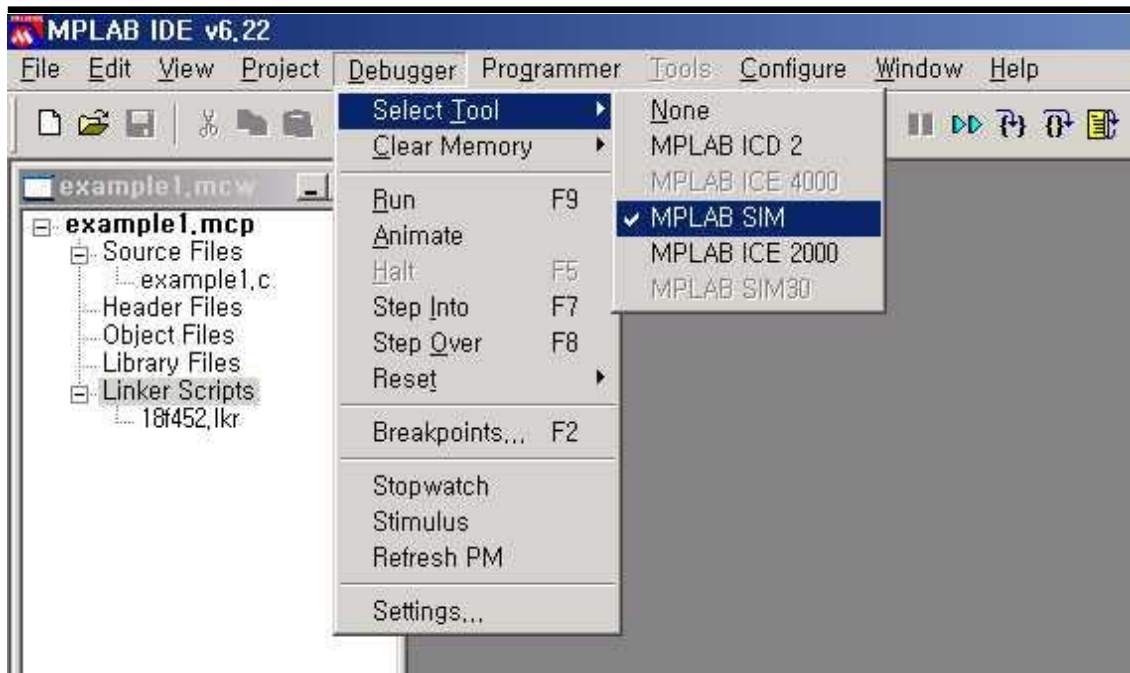 MPLAB IDE v6.22
File Edit View Project Debugger Programmer Tools Configure Window Help
example1.mcw
example1.mcp
Source Files
example1.c
Header Files
Object Files
Library Files
Linker Scripts
18f452.lkr
Select Tool
Clear Memory
Run F9
Animate
Halt F5
Step Into F7
Step Over F8
Reset
Breakpoints... F2
Stopwatch
Stimulus
Refresh PM
Settings...
None
MPLAB ICD 2
MPLAB ICE 4000
MPLAB SIM
MPLAB ICE 2000
MPLAB SIM30